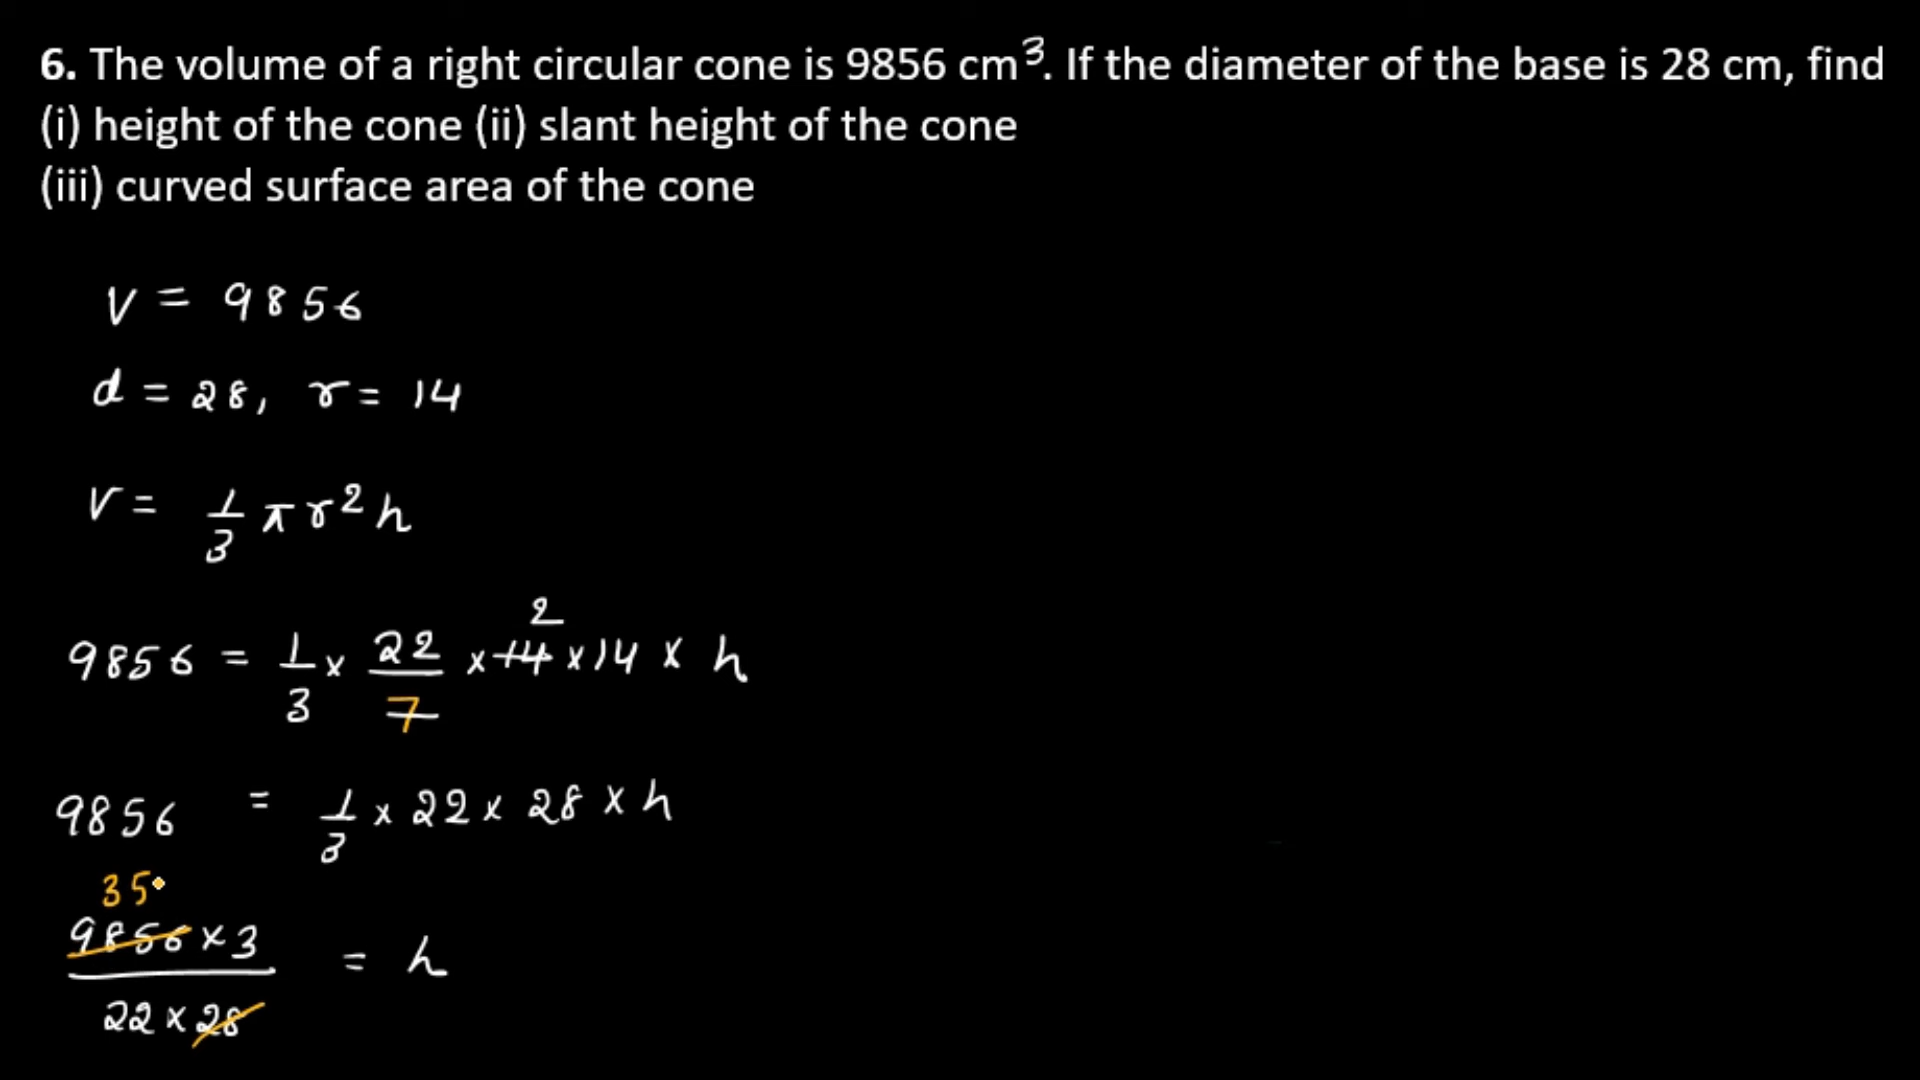 6. The volume of a right circular cone is 9856 cm³. If the diameter of the base is 28 cm, find
(i) height of the cone (ii) slant height of the cone
(iii) curved surface area of the cone
V = 9856
d = 28, r = 14
V = 1/3 π r² h
2
9856 = 1/3 × 22/7 × 14 × 14 × h
9856 = 1/3 × 22 × 28 × h
35
9856 × 3 / 22 × 28 = h